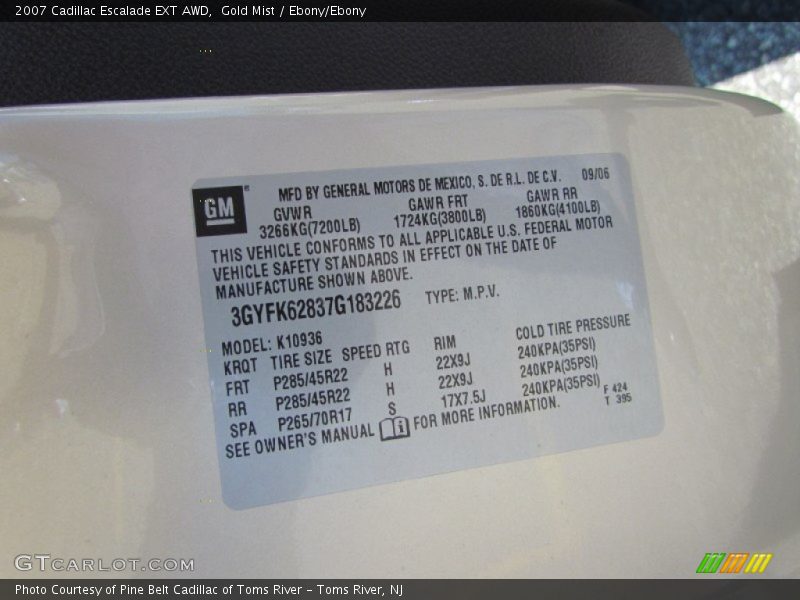 2007 Cadillac Escalade EXT AWD,  Gold Mist / Ebony/Ebony
GM® MFD BY GENERAL MOTORS DE MEXICO, S. DE R.L. DE C.V. 09/06
GVWR GAWR FRT GAWR RR
3266KG(7200LB) 1724KG(3800LB) 1860KG(4100LB)
THIS VEHICLE CONFORMS TO ALL APPLICABLE U.S. FEDERAL MOTOR
VEHICLE SAFETY STANDARDS IN EFFECT ON THE DATE OF
MANUFACTURE SHOWN ABOVE.
3GYFK62837G183226 TYPE: M.P.V.
MODEL: K10936
KRQT TIRE SIZE SPEED RTG RIM COLD TIRE PRESSURE
FRT P285/45R22 H 22X9J 240KPA(35PSI)
RR P285/45R22 H 22X9J 240KPA(35PSI)
SPA P265/70R17 S 17X7.5J 240KPA(35PSI)
SEE OWNER'S MANUAL FOR MORE INFORMATION.
F 424
T 395
GTCARLOT.COM
Photo Courtesy of Pine Belt Cadillac of Toms River – Toms River, NJ